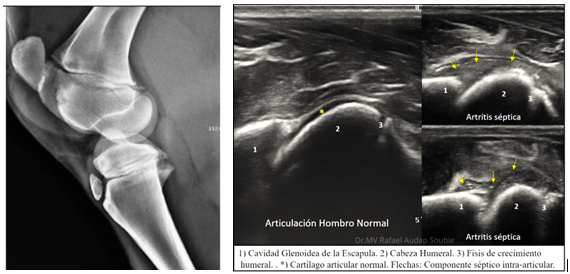 1
2
3
*
Articulación Hombro Normal
5
Dr.MV Rafael Audap Soubie
1
2
3
Artritis séptica
1
2
3
Artritis séptica
1) Cavidad Glenoidea de la Escapula. 2) Cabeza Humeral. 3) Fisis de crecimiento
humeral. . *) Cartílago articular normal. Flechas: Componente séptico intra-articular.